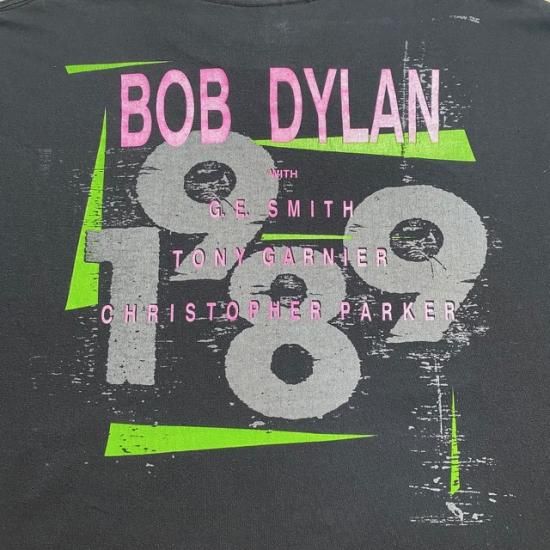 BOB DYLAN
WITH
G.E. SMITH
TONY GARNIER
CHRISTOPHER PARKER
1989